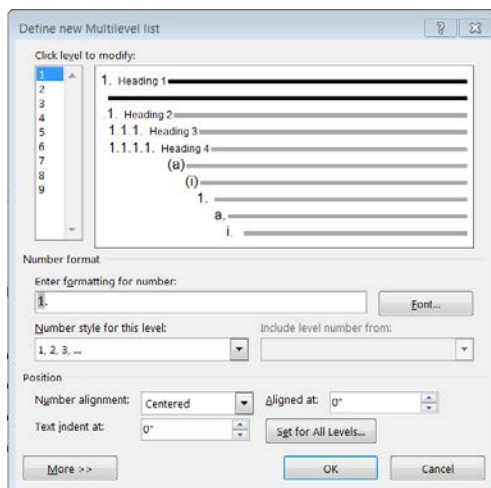 Define new Multilevel list
Click level to modify:
1
2
3
4
5
6
7
8
9
1. Heading 1
.1. Heading 2
1.1.1. Heading 3
1.1.1.1. Heading 4
(a)
(i)
1.
a.
i.
Number format
Enter formatting for number:
1.
Font...
Number style for this level:
Include level number from:
1, 2, 3, ...
Position
Number alignment: Centered Aligned at: 0"
Text indent at: 0" Set for All Levels...
More >> OK Cancel